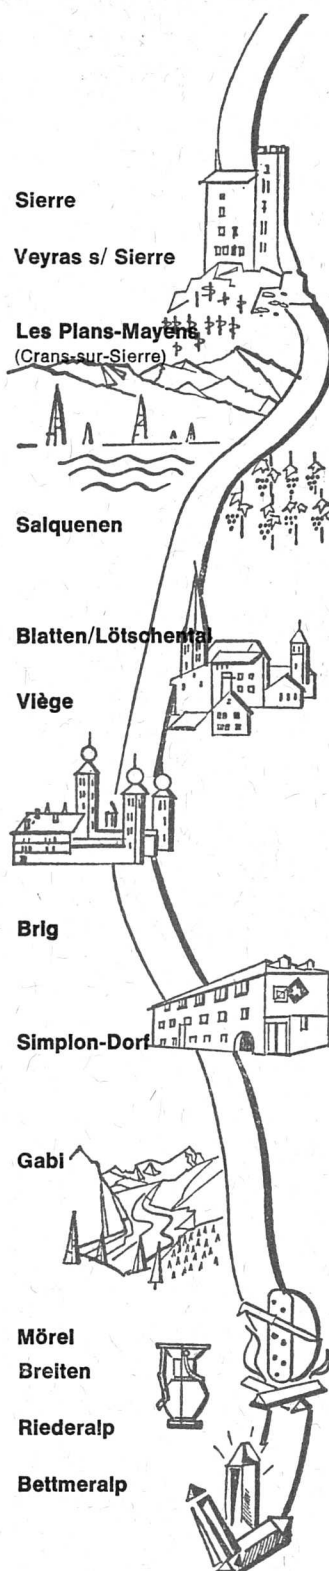 Sierre
Veyras s/ Sierre
Les Plans-Mayens
(Crans-sur-Sierre)
Salquenen
Blatten/Lötschental
Viège
Brig
Simplon-Dorf
Gabi
Mörel
Breiten
Riederalp
Bettmeralp